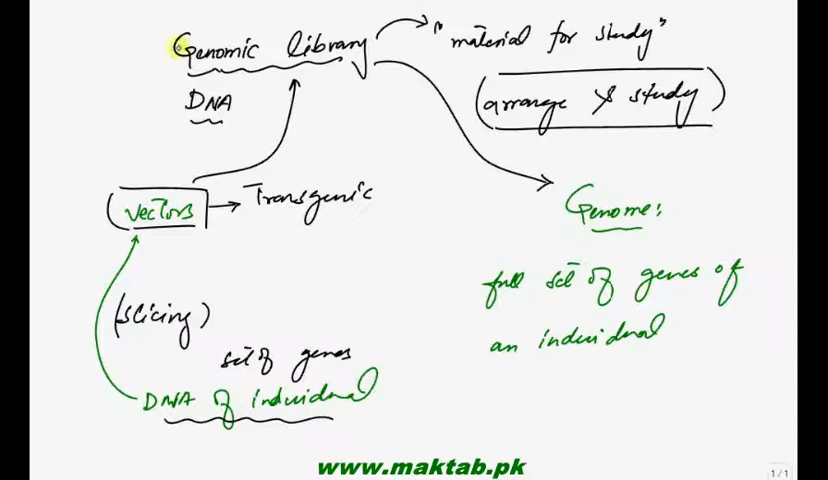 Genomic library
"material for study"
DNA
(arrange & study)
vectors
Transgenic
Genome:
full set of genes of
an individual
(slicing)
set of genes
DNA of individual
www.maktab.pk
1/1